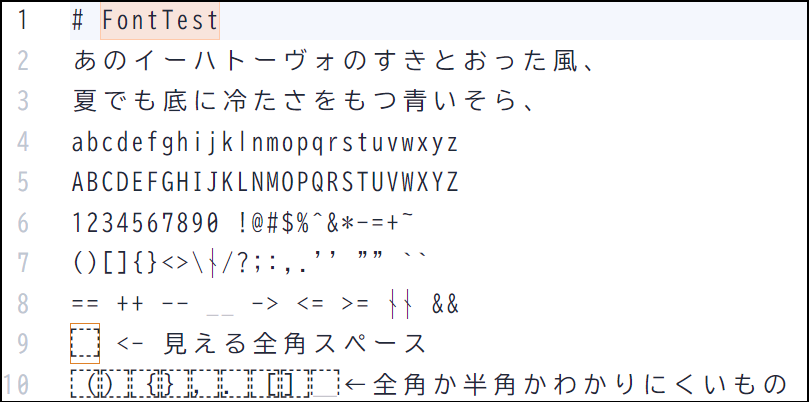 1 # FontTest
2 あのイーハトーヴォのすきとおった風、
3 夏でも底に冷たさをもつ青いそら、
4 abcdefghijklnmopqrstuvwxyz
5 ABCDEFGHIJKLNMOPQRSTUVWXYZ
6 1234567890 !@#$%^&*-=+~
7 ()[]{}<>\|/?;:,.'' "" ``
8 == ++ -- __ -> <= >= || &&
9 　 <- 見える全角スペース
10 （）｛｝，．［］＿←全角か半角かわかりにくいもの